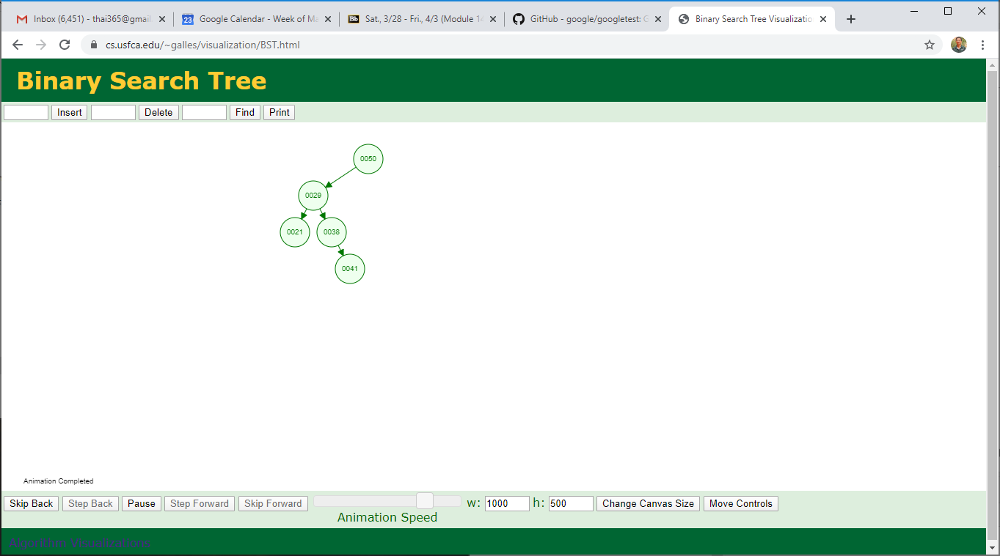 Inbox (6,451) - thai365@gmail.
Google Calendar - Week of Ma
Bb Sat., 3/28 - Fri., 4/3 (Module 14
GitHub - google/googletest: G
Binary Search Tree Visualizatio
cs.usfca.edu/~galles/visualization/BST.html
Binary Search Tree
Insert Delete Find Print
0050
0029
0021 0038
0041
Animation Completed
Skip Back Step Back Pause Step Forward Skip Forward w: 1000 h: 500 Change Canvas Size Move Controls
Animation Speed
Algorithm Visualizations